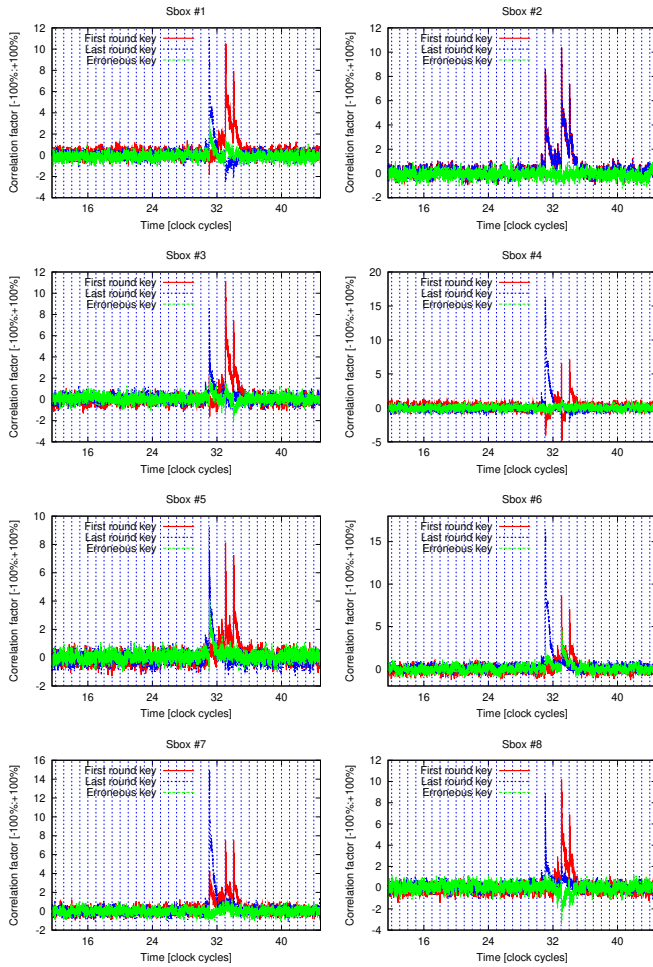 Sbox #1
Correlation factor [-100%:+100%]
12
10
8
6
4
2
0
-2
-4
First round key
Last round key
Erroneous key
16
24
32
40
Time [clock cycles]
Sbox #2
Correlation factor [-100%:+100%]
12
10
8
6
4
2
0
-2
First round key
Last round key
Erroneous key
16
24
32
40
Time [clock cycles]
Sbox #3
Correlation factor [-100%:+100%]
12
10
8
6
4
2
0
-2
-4
First round key
Last round key
Erroneous key
16
24
32
40
Time [clock cycles]
Sbox #4
Correlation factor [-100%:+100%]
20
15
10
5
0
-5
First round key
Last round key
Erroneous key
16
24
32
40
Time [clock cycles]
Sbox #5
Correlation factor [-100%:+100%]
10
8
6
4
2
0
-2
First round key
Last round key
Erroneous key
16
24
32
40
Time [clock cycles]
Sbox #6
Correlation factor [-100%:+100%]
15
10
5
0
First round key
Last round key
Erroneous key
16
24
32
40
Time [clock cycles]
Sbox #7
Correlation factor [-100%:+100%]
16
14
12
10
8
6
4
2
0
-2
First round key
Last round key
Erroneous key
16
24
32
40
Time [clock cycles]
Sbox #8
Correlation factor [-100%:+100%]
12
10
8
6
4
2
0
-2
-4
First round key
Last round key
Erroneous key
16
24
32
40
Time [clock cycles]